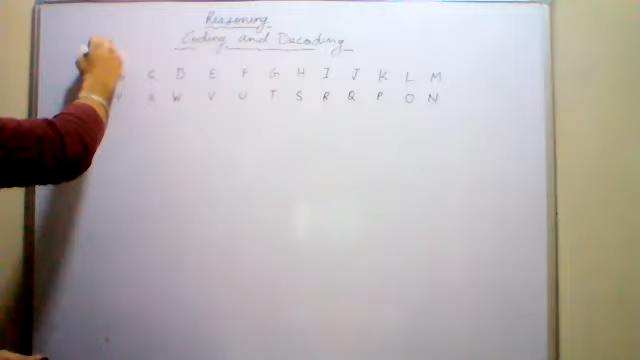 Reasoning
Coding and Decoding
C D E F G H I J K L M
Y X W V U T S R Q P O N